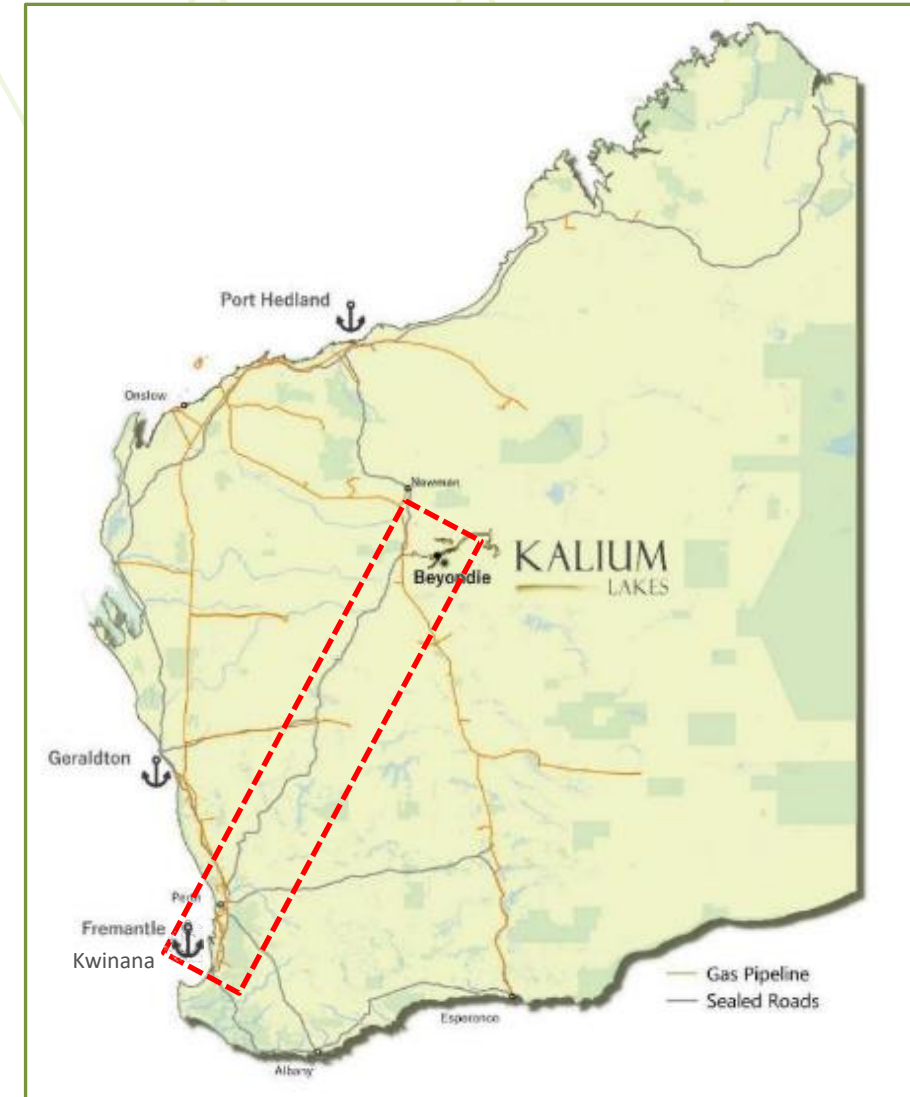 Port Hedland
Onslow
Newman
Beyondie
KALIUM
LAKES
Geraldton
Perth
Fremantle
Kwinana
Gas Pipeline
Sealed Roads
Esperance
Albany